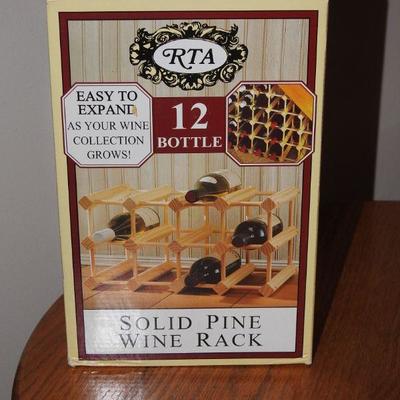 RTA
EASY TO
EXPAND
AS YOUR WINE
COLLECTION
GROWS!
12
BOTTLE
SOLID PINE
WINE RACK